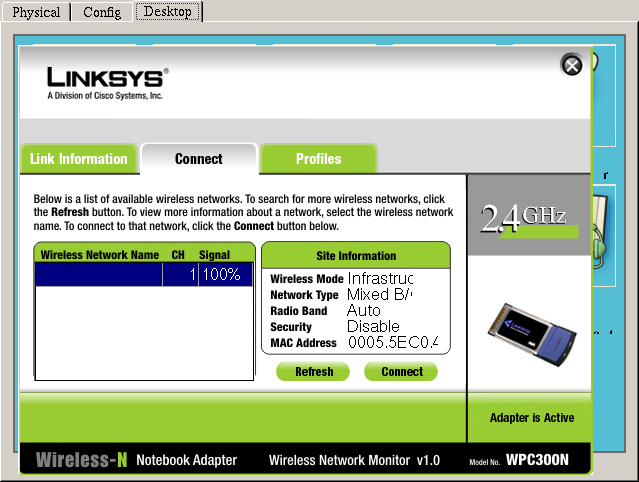 Physical Config Desktop
LINKSYS®
A Division of Cisco Systems, Inc.
Link Information Connect Profiles
Below is a list of available wireless networks. To search for more wireless networks, click
the Refresh button. To view more information about a network, select the wireless network
name. To connect to that network, click the Connect button below.
2.4GHz
Wireless Network Name CH Signal
1 100%
Site Information
Wireless Mode Infrastruc
Network Type Mixed B/
Radio Band Auto
Security Disable
MAC Address 0005.5EC0.4
Refresh Connect
LINKSYS
Adapter is Active
Wireless-N Notebook Adapter Wireless Network Monitor v1.0 Model No. WPC300N